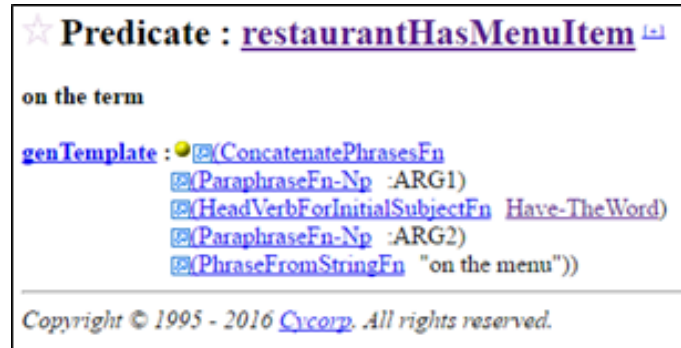 Predicate : restaurantHasMenuItem [+]
on the term
genTemplate : (ConcatenatePhrasesFn
(ParaphraseFn-Np :ARG1)
(HeadVerbForInitialSubjectFn Have-TheWord)
(ParaphraseFn-Np :ARG2)
(PhraseFromStringFn "on the menu"))
Copyright © 1995 - 2016 Cycorp. All rights reserved.